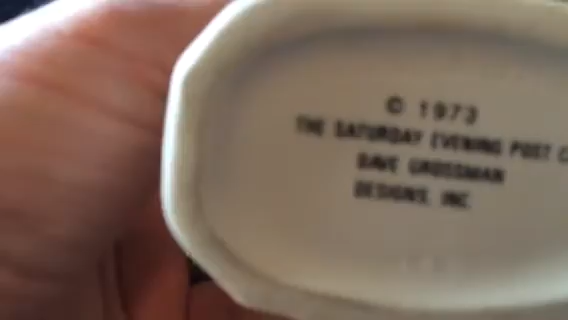 © 1973
THE SATURDAY EVENING POST C
DAVE GROSSMAN
DESIGNS, INC.